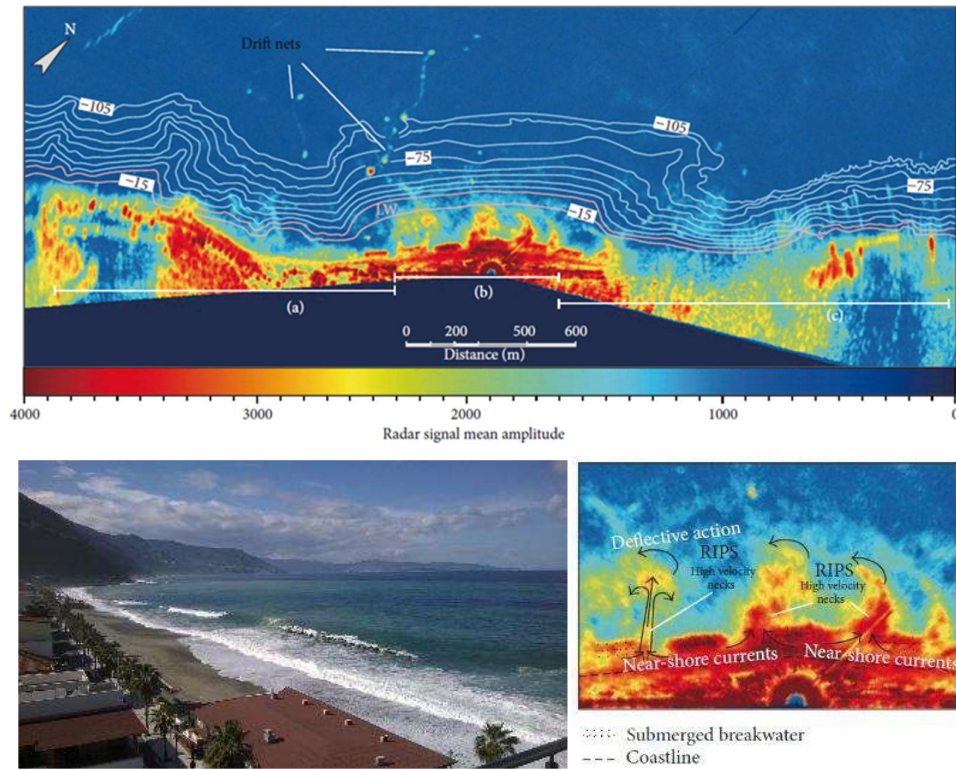 N
Drift nets
−105
−105
−75
−75
−15
LW
−15
(a)
(b)
(c)
0 200 500 600
Distance (m)
4000 3000 2000 1000 0
Radar signal mean amplitude
Deflective action
RIPS
High velocity
necks
RIPS
High velocity
necks
Near-shore currents
Near-shore currents
Submerged breakwater
Coastline